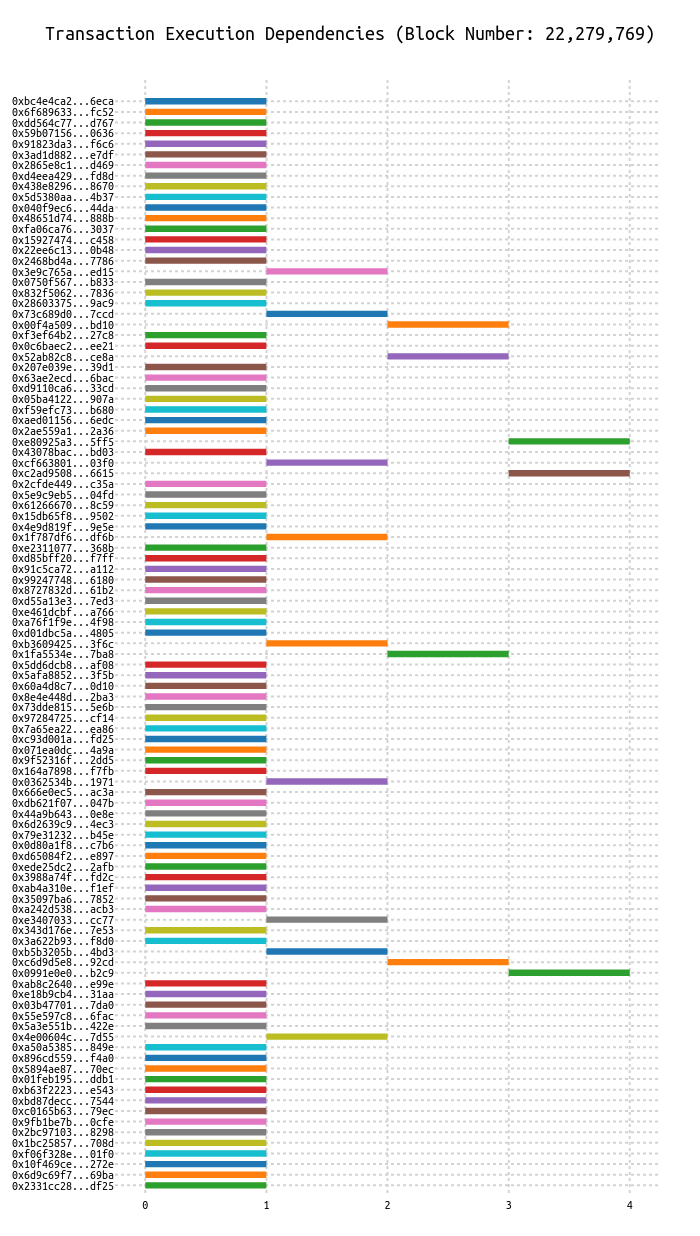 Transaction Execution Dependencies (Block Number: 22,279,769)
0xbc4e4ca2...6eca
0x6f689633...fc52
0xdd564c77...d767
0x59b07156...0636
0x91823da3...f6c6
0x3ad1d882...e7df
0x2865e8c1...d469
0xd4eea429...fd8d
0x438e8296...8670
0x5d5380aa...4b37
0x040f9ec6...44da
0x48651d74...888b
0xfa06ca76...3037
0x15927474...c458
0x22ee6c13...0b48
0x2468bd4a...7786
0x3e9c765a...ed15
0x0750f567...b833
0x832f5062...7836
0x28603375...9ac9
0x73c689d0...7ccd
0x00f4a509...bd10
0xf3ef64b2...27c8
0x0c6baec2...ee21
0x52ab82c8...ce8a
0x207e039e...39d1
0x63ae2ecd...6bac
0xd9110ca6...33cd
0x05ba4122...907a
0xf59efc73...b680
0xaed01156...6edc
0x2ae559a1...2a36
0xe80925a3...5ff5
0x43078bac...bd03
0xcf663801...03f0
0xc2ad9508...6615
0x2cfde449...c35a
0x5e9c9eb5...04fd
0x61266670...8c59
0x15db65f8...9502
0x4e9d819f...9e5e
0x1f787df6...df6b
0xe2311077...368b
0xd85bff20...f7ff
0x91c5ca72...a112
0x99247748...6180
0x8727832d...61b2
0xd55a13e3...7ed3
0xe461dcbf...a766
0xa76f1f9e...4f98
0xd01dbc5a...4805
0xb3609425...3f6c
0x1fa5534e...7ba8
0x5dd6dcb8...af08
0x5afa8852...3f5b
0x60a4d8c7...0d10
0x8e4e448d...2ba3
0x73dde815...5e6b
0x97284725...cf14
0x7a65ea22...ea86
0xc93d001a...fd25
0x071ea0dc...4a9a
0x9f52316f...2dd5
0x164a7898...f7fb
0x0362534b...1971
0x666e0ec5...ac3a
0xdb621f07...047b
0x44a9b643...0e8e
0x6d2639c9...4ec3
0x79e31232...b45e
0x0d80a1f8...c7b6
0xd65084f2...e897
0xede25dc2...2afb
0x3988a74f...fd2c
0xab4a310e...f1ef
0x35097ba6...7852
0xa242d538...acb3
0xe3407033...cc77
0x343d176e...7e53
0x3a622b93...f8d0
0xb5b3205b...4bd3
0xc6d9d5e8...92cd
0x0991e0e0...b2c9
0xab8c2640...e99e
0xe18b9cb4...31aa
0x03b47701...7da0
0x55e597c8...6fac
0x5a3e551b...422e
0x4e00604c...7d55
0xa50a5385...849e
0x896cd559...f4a0
0x5894ae87...70ec
0x01feb195...ddb1
0xb63f2223...e543
0xbd87decc...7544
0xc0165b63...79ec
0x9fb1be7b...0cfe
0x2bc97103...8298
0x1bc25857...708d
0xf06f328e...01f0
0x10f469ce...272e
0x6d9c69f7...69ba
0x2331cc28...df25
0 1 2 3 4